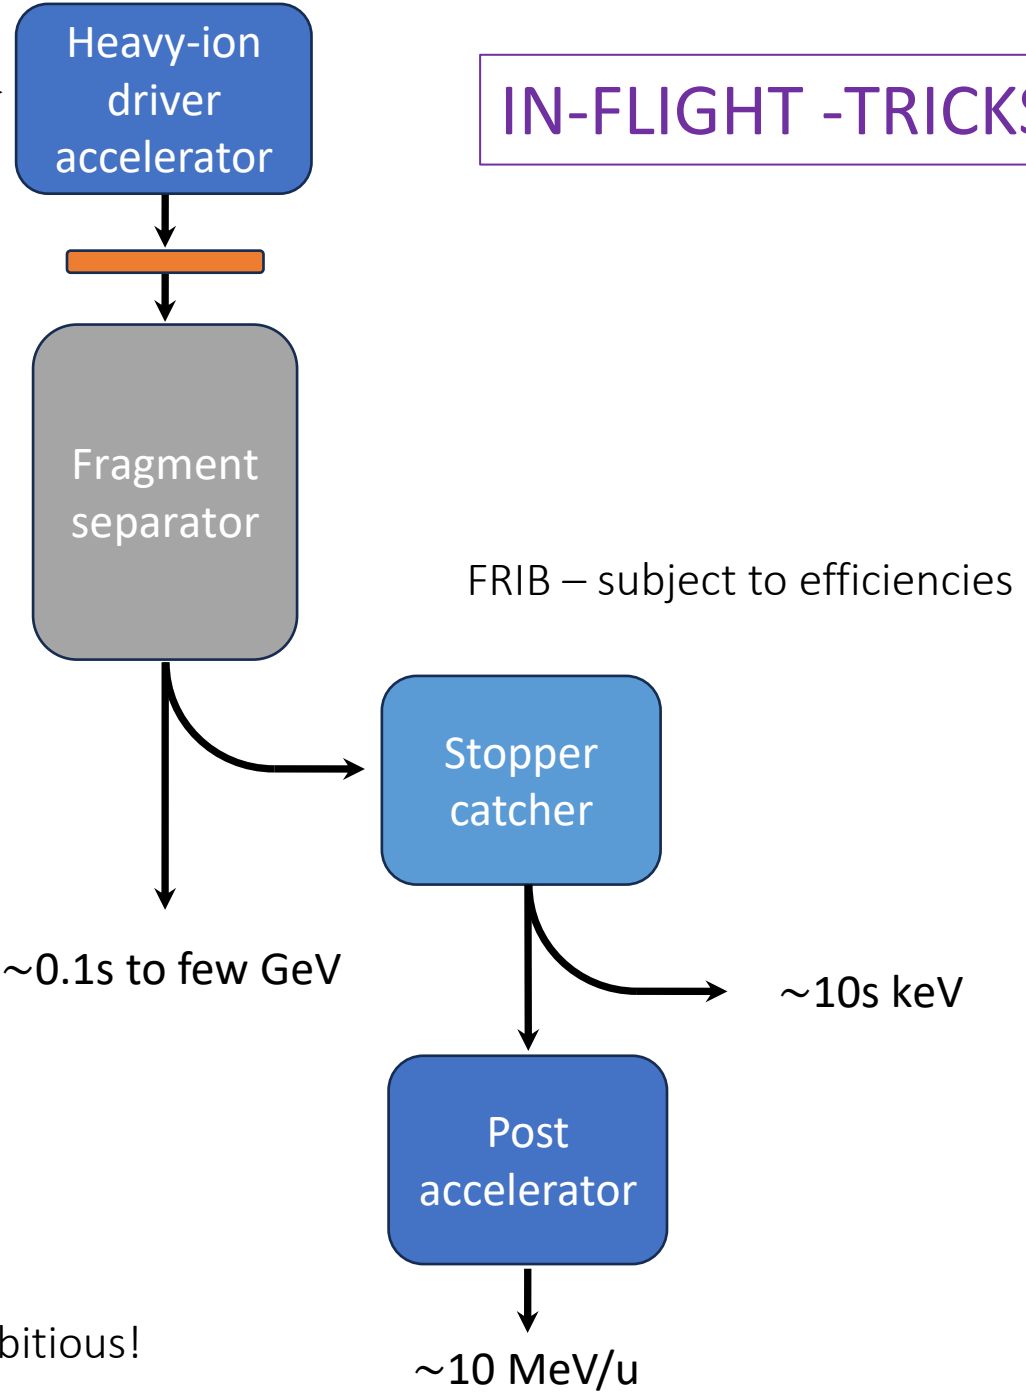 Heavy-ion
driver
accelerator
IN-FLIGHT -TRICKS
Fragment
separator
FRIB – subject to efficiencies
Stopper
catcher
~0.1s to few GeV
~10s keV
Post
accelerator
bitious!
~10 MeV/u